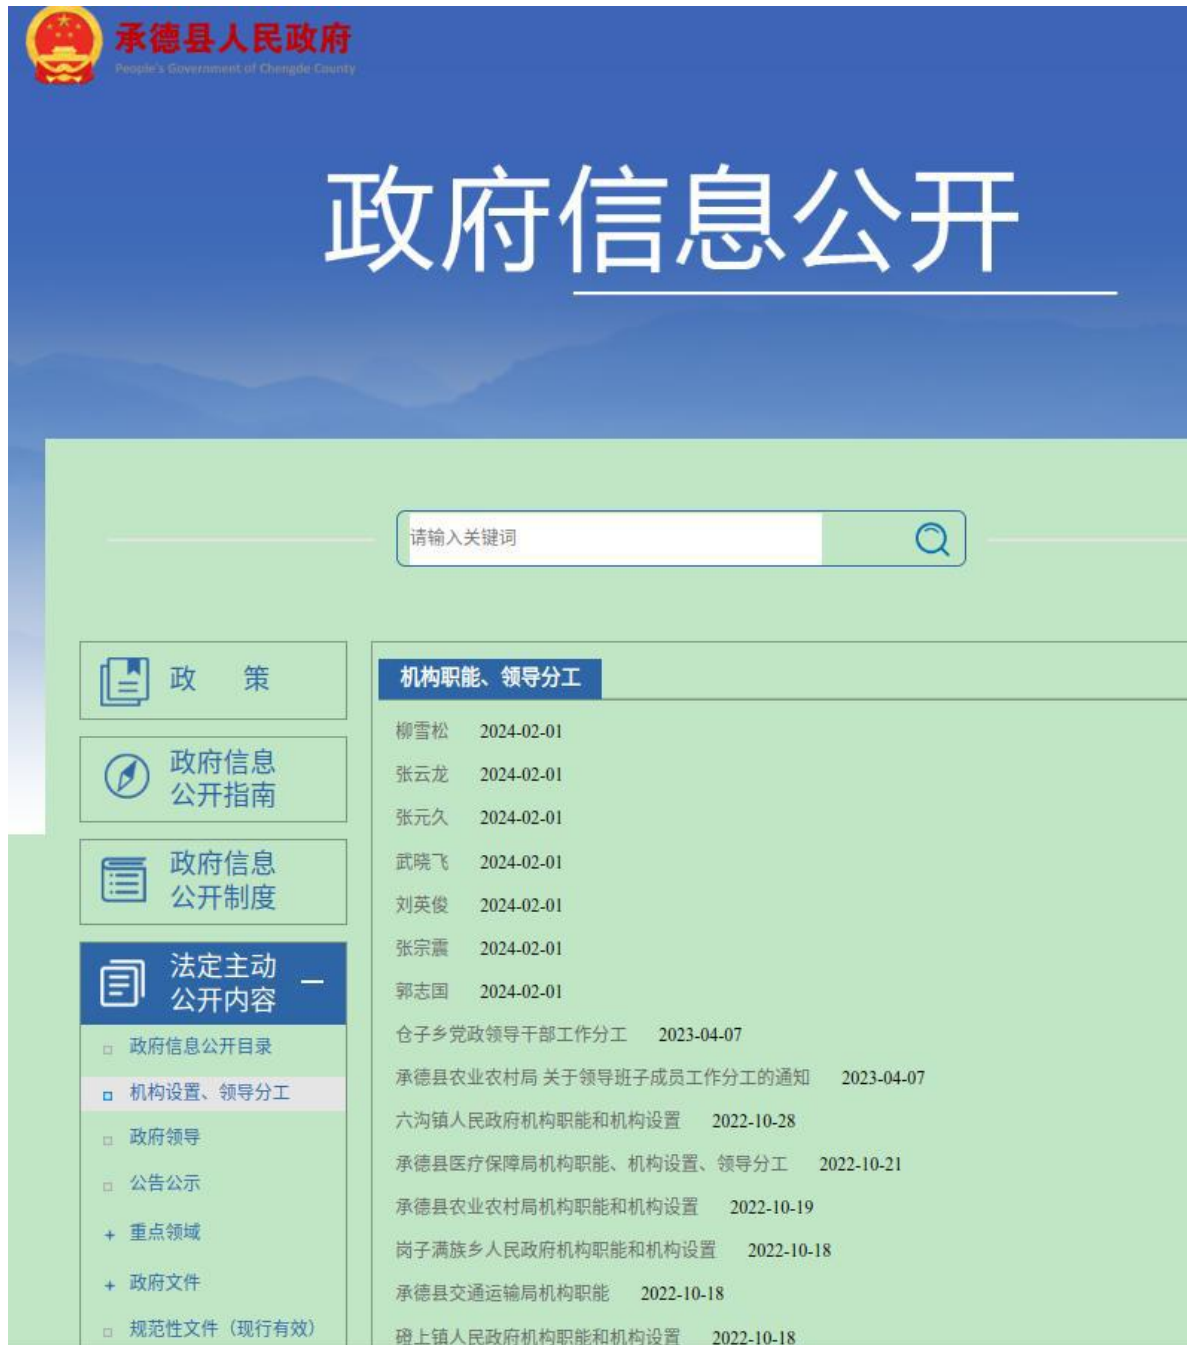 承德县人民政府
People's Government of Chengde County
政府信息公开
请输入关键词
政 策
政府信息
公开指南
政府信息
公开制度
法定主动
公开内容
政府信息公开目录
机构设置、领导分工
政府领导
公告公示
重点领域
政府文件
规范性文件（现行有效）
机构职能、领导分工
柳雪松 2024-02-01
张云龙 2024-02-01
张元久 2024-02-01
武晓飞 2024-02-01
刘英俊 2024-02-01
张宗震 2024-02-01
郭志国 2024-02-01
仓子乡党政领导干部工作分工 2023-04-07
承德县农业农村局 关于领导班子成员工作分工的通知 2023-04-07
六沟镇人民政府机构职能和机构设置 2022-10-28
承德县医疗保障局机构职能、机构设置、领导分工 2022-10-21
承德县农业农村局机构职能和机构设置 2022-10-19
岗子满族乡人民政府机构职能和机构设置 2022-10-18
承德县交通运输局机构职能 2022-10-18
磴上镇人民政府机构职能和机构设置 2022-10-18